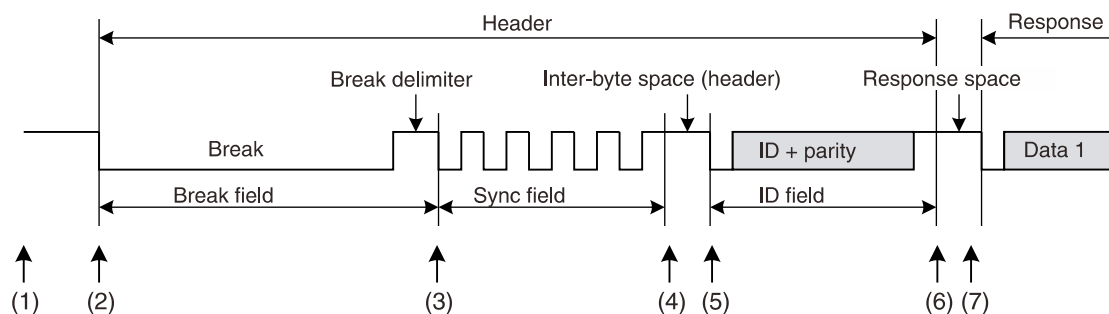 Header
Response
Break delimiter
Inter-byte space (header)
Response space
Break
ID + parity
Data 1
Break field
Sync field
ID field
(1)
(2)
(3)
(4)
(5)
(6)
(7)